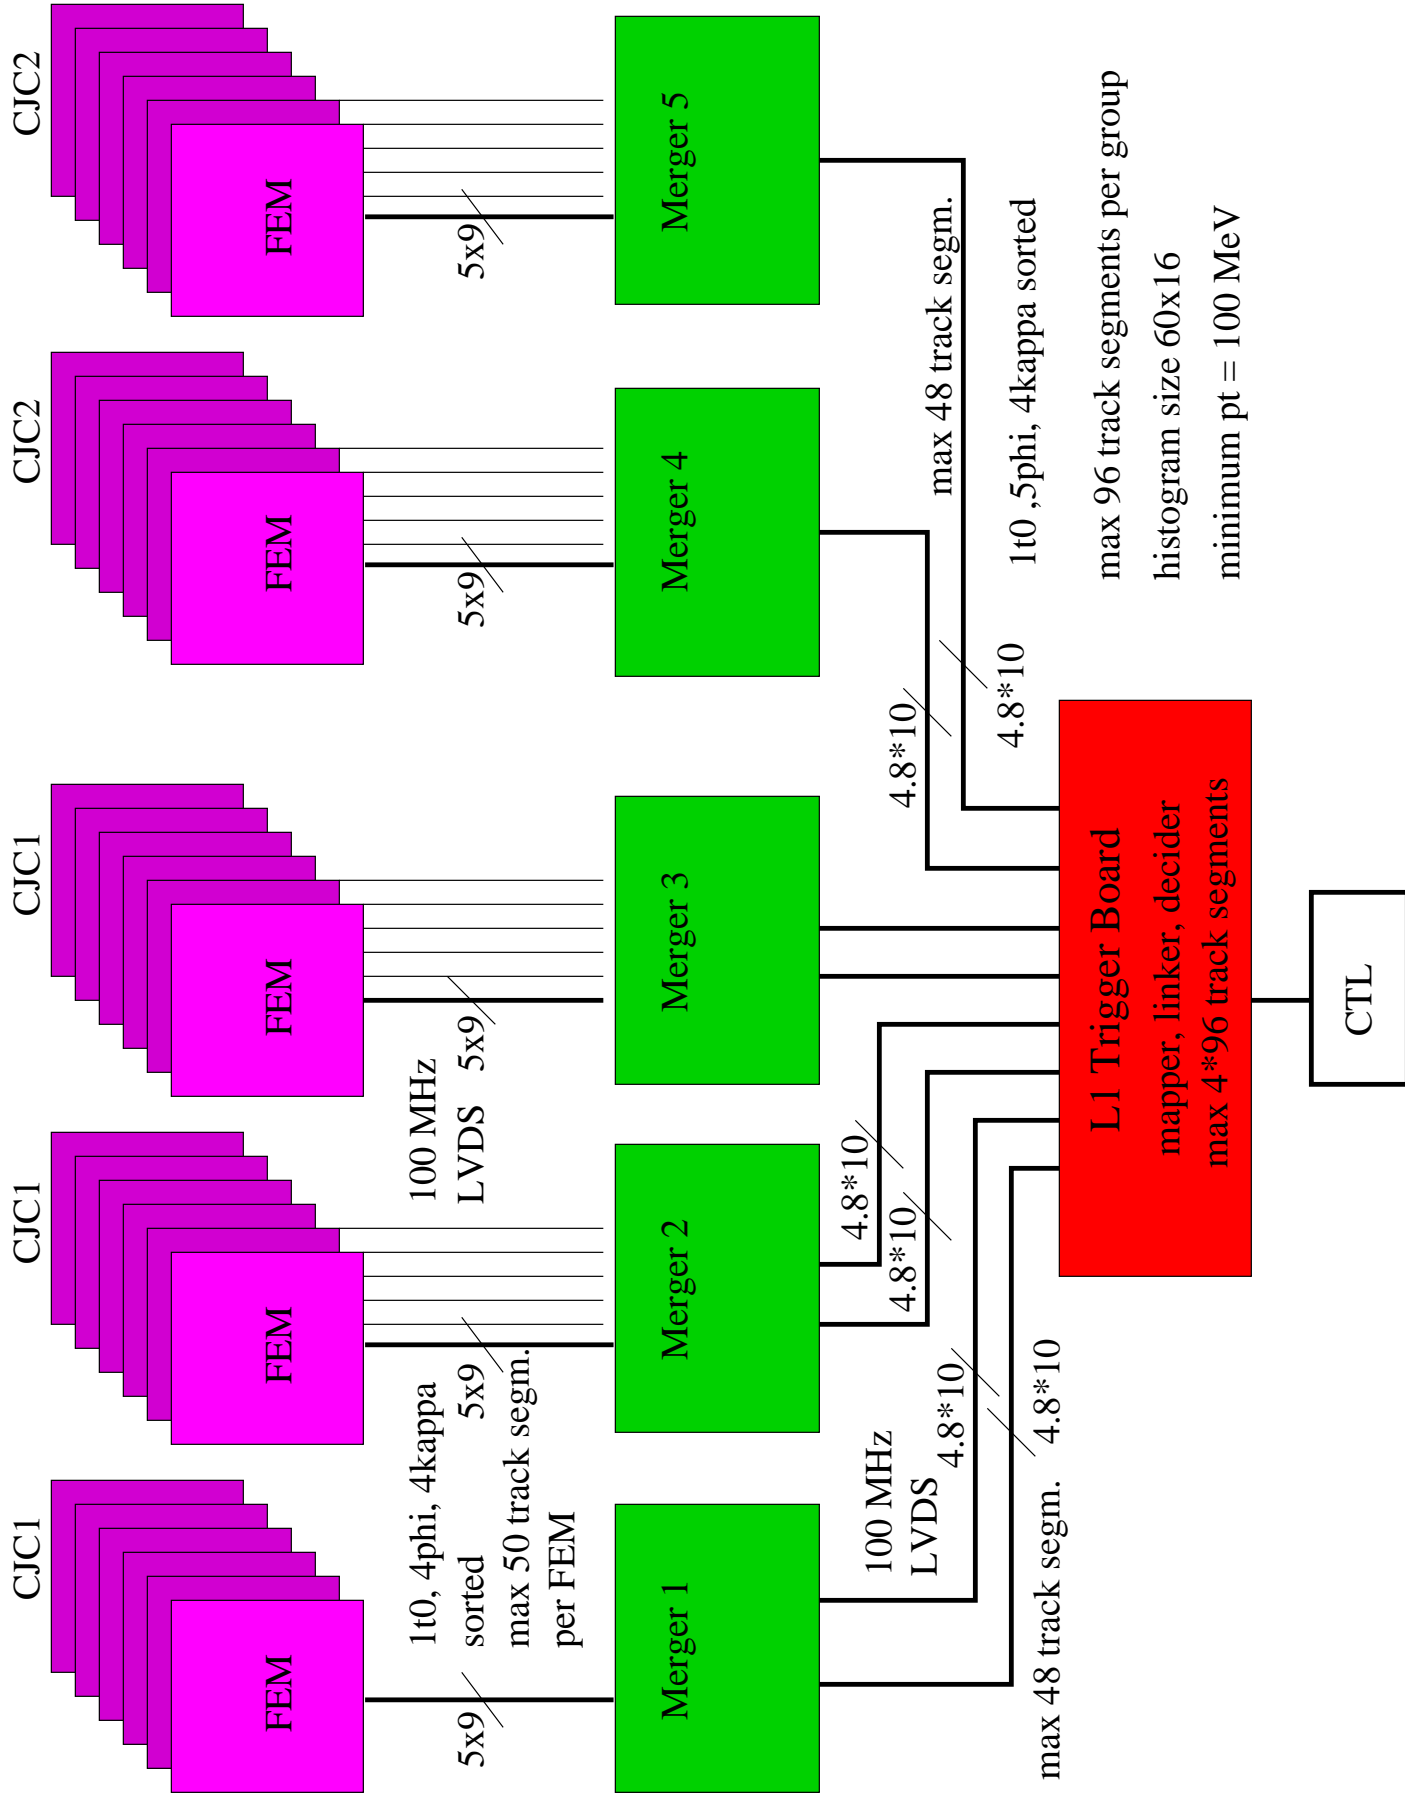 CJC1
CJC1
CJC1
CJC2
CJC2
FEM
FEM
FEM
FEM
FEM
5x9
1t0, 4phi, 4kappa
sorted
max 50 track segm.
per FEM
5x9
100 MHz
LVDS
5x9
5x9
5x9
Merger 1
Merger 2
Merger 3
Merger 4
Merger 5
100 MHz
LVDS
4.8*10
max 48 track segm.
4.8*10
4.8*10
4.8*10
4.8*10
4.8*10
max 48 track segm.
1t0 ,5phi, 4kappa sorted
max 96 track segments per group
histogram size 60x16
minimum pt = 100 MeV
L1 Trigger Board
mapper, linker, decider
max 4*96 track segments
CTL